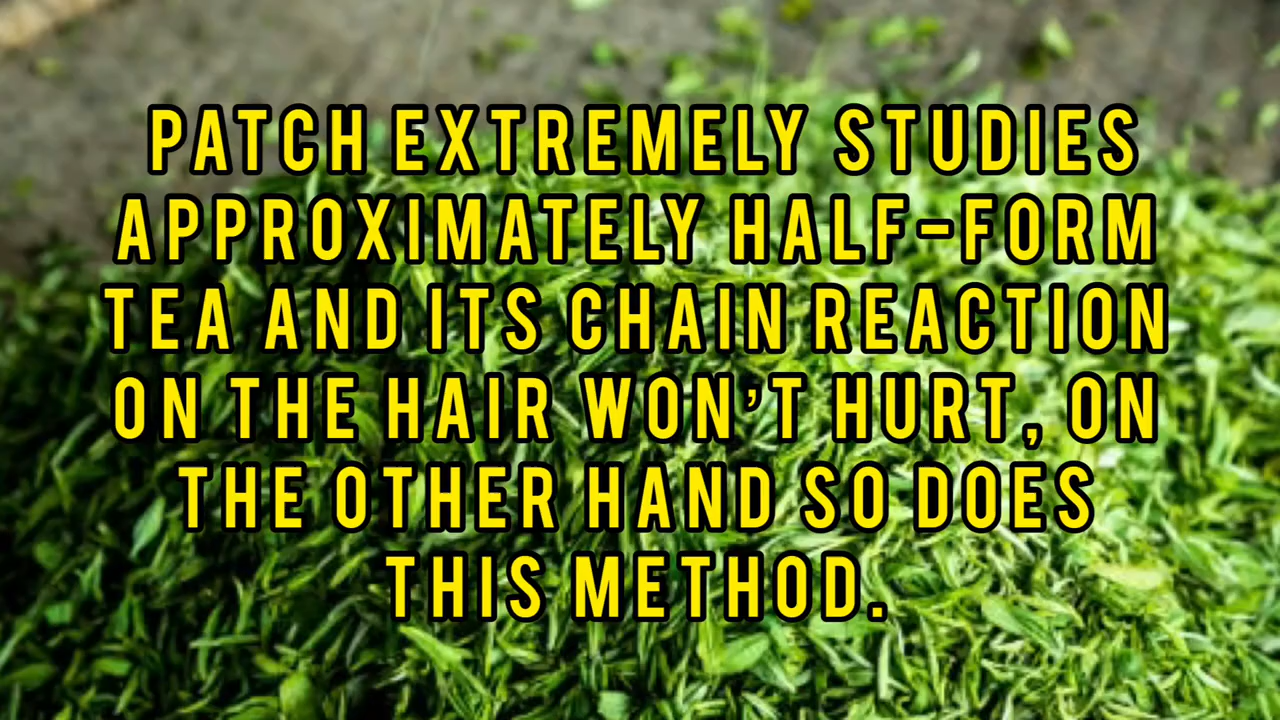 PATCH EXTREMELY STUDIES
APPROXIMATELY HALF-FORM
TEA AND ITS CHAIN REACTION
ON THE HAIR WON'T HURT, ON
THE OTHER HAND SO DOES
THIS METHOD.